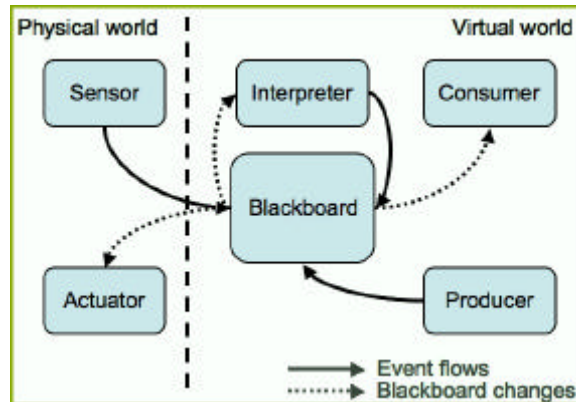 Physical world
Virtual world
Sensor
Interpreter
Consumer
Blackboard
Actuator
Producer
Event flows
Blackboard changes